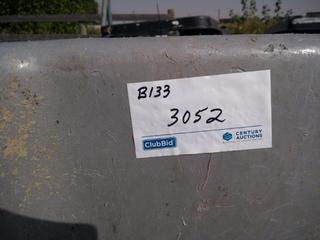 B133
3052
ClubBid
CENTURY
AUCTIONS